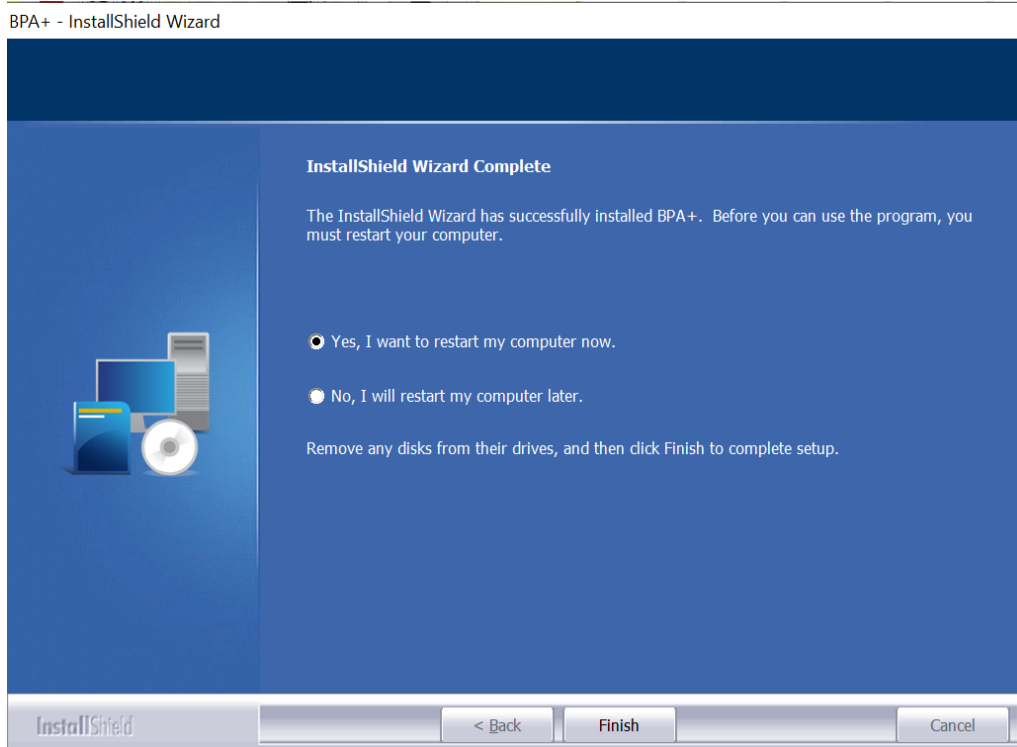 BPA+ - InstallShield Wizard
InstallShield Wizard Complete
The InstallShield Wizard has successfully installed BPA+.  Before you can use the program, you
must restart your computer.
Yes, I want to restart my computer now.
No, I will restart my computer later.
Remove any disks from their drives, and then click Finish to complete setup.
InstallShield
< Back
Finish
Cancel